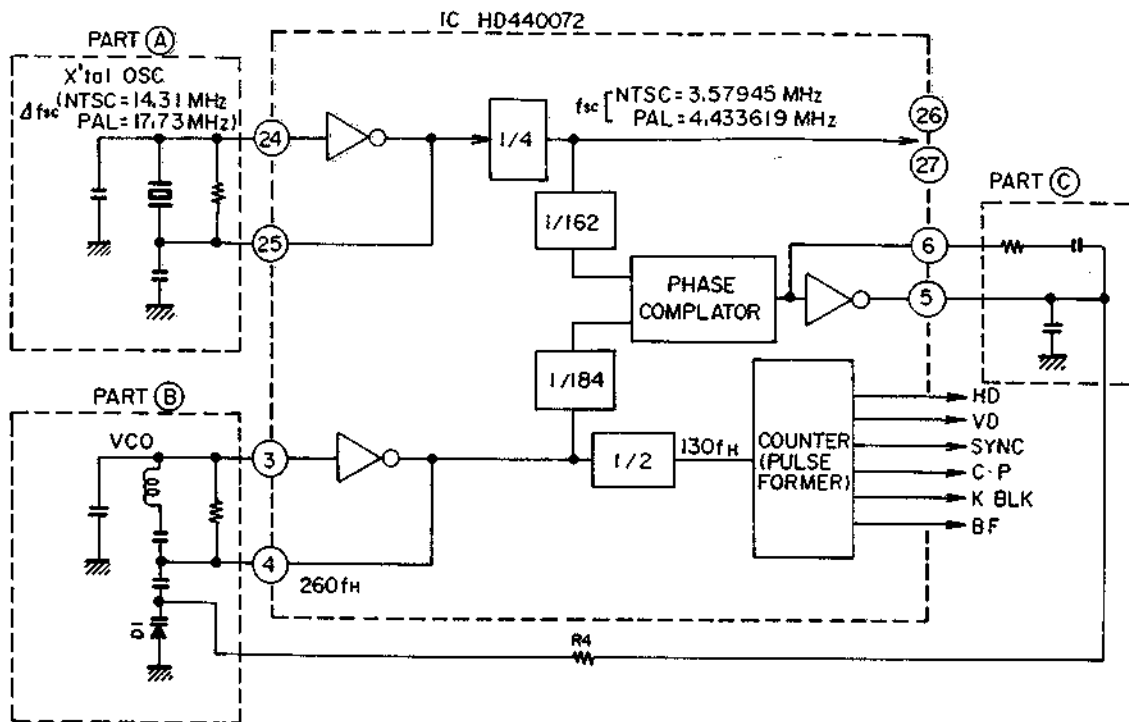 IC HD440072
PART A
X'tal OSC
Δfsc (NTSC=14.31 MHz
PAL=17.73 MHz)
24
25
1/4
fsc [ NTSC=3.57945 MHz
PAL=4.433619 MHz
26
27
1/162
PART C
6
5
PHASE
COMPLATOR
1/184
PART B
VCO
3
4
260fH
1/2
130fH
COUNTER
(PULSE
FORMER)
HD
VD
SYNC
C·P
K BLK
BF
D1
R4